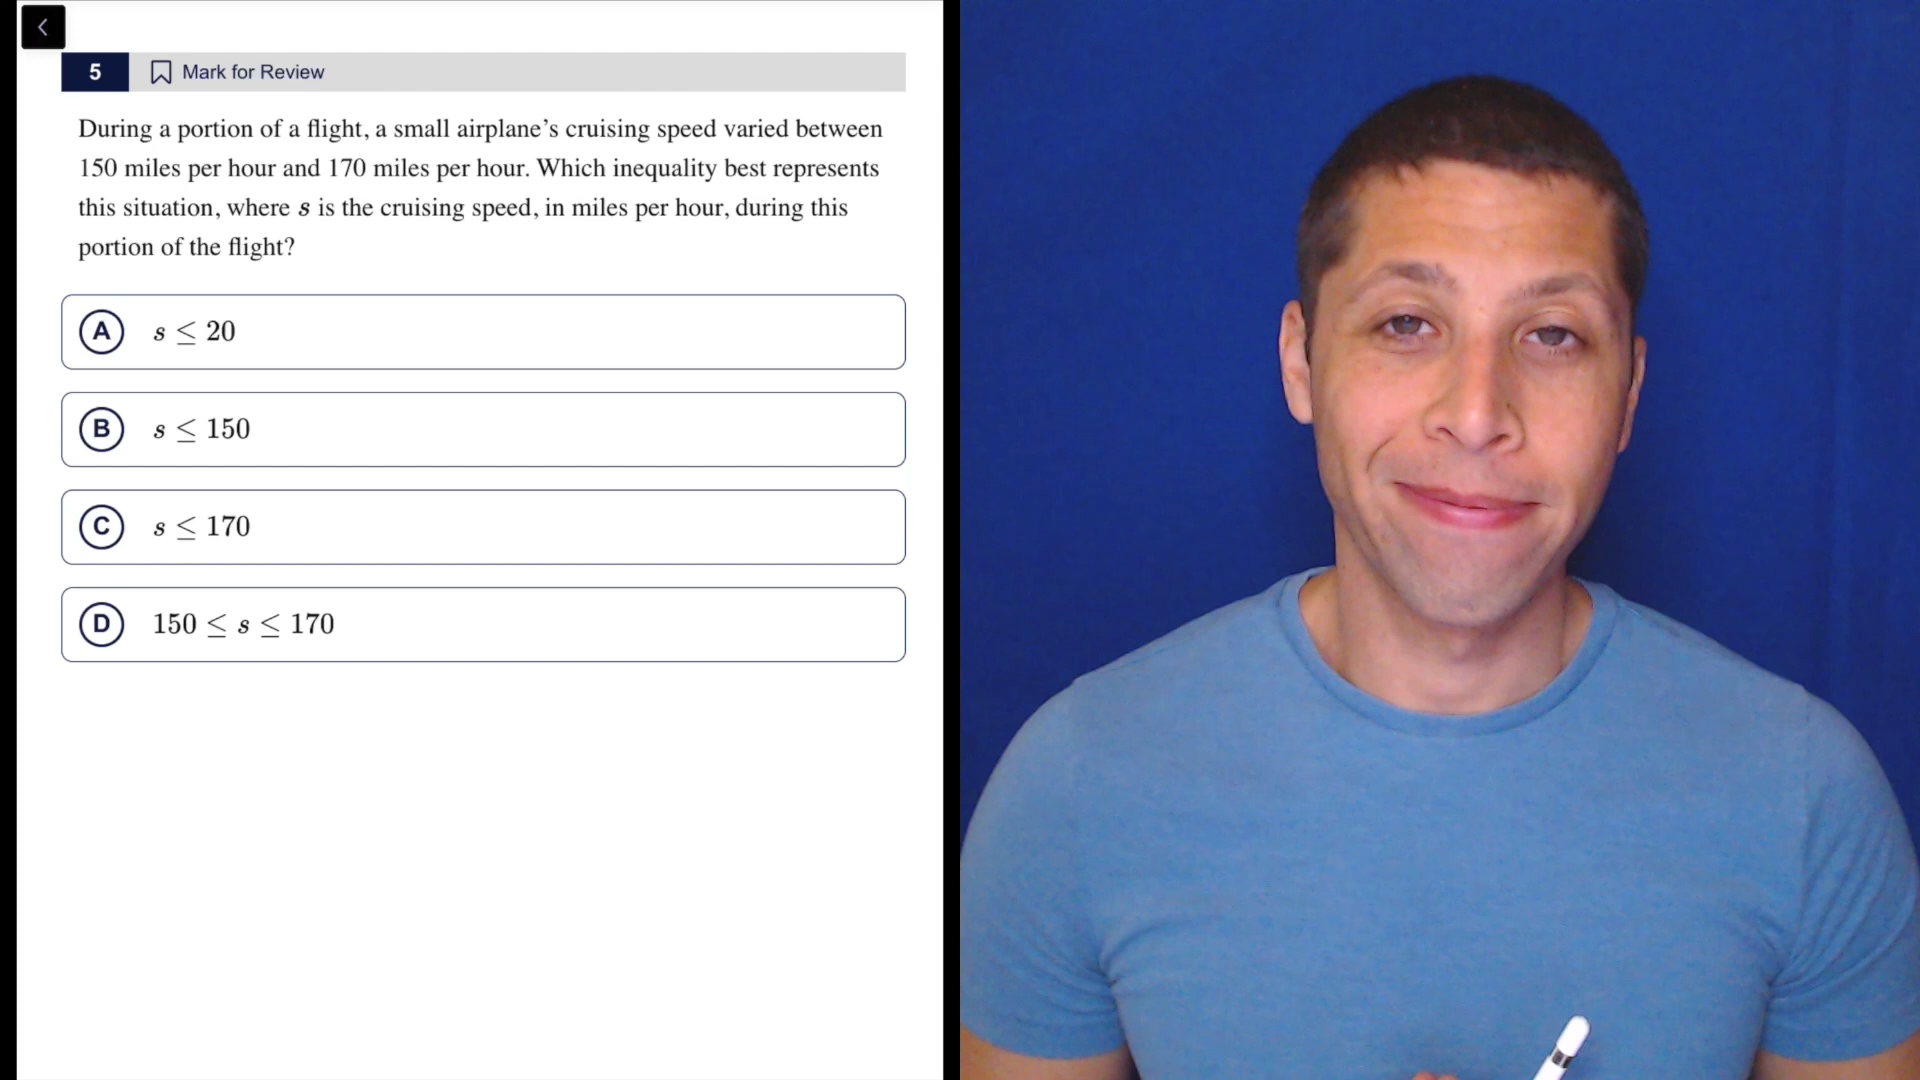 5 Mark for Review
During a portion of a flight, a small airplane’s cruising speed varied between
150 miles per hour and 170 miles per hour. Which inequality best represents
this situation, where s is the cruising speed, in miles per hour, during this
portion of the flight?
A s ≤ 20
B s ≤ 150
C s ≤ 170
D 150 ≤ s ≤ 170